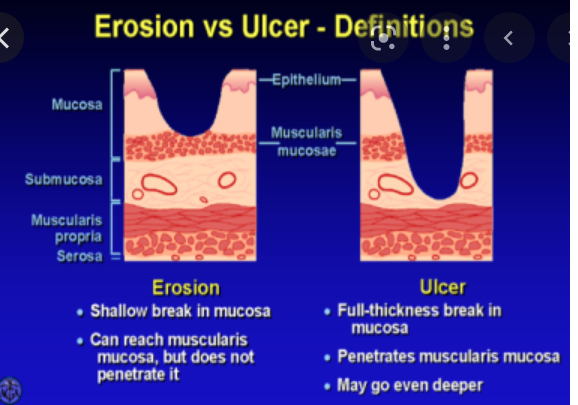 Erosion vs Ulcer - Definitions
Epithelium
Mucosa
Muscularis
mucosae
Submucosa
Muscularis
propria
Serosa
Erosion
• Shallow break in mucosa
• Can reach muscularis
mucosa, but does not
penetrate it
Ulcer
• Full-thickness break in
mucosa
• Penetrates muscularis mucosa
• May go even deeper